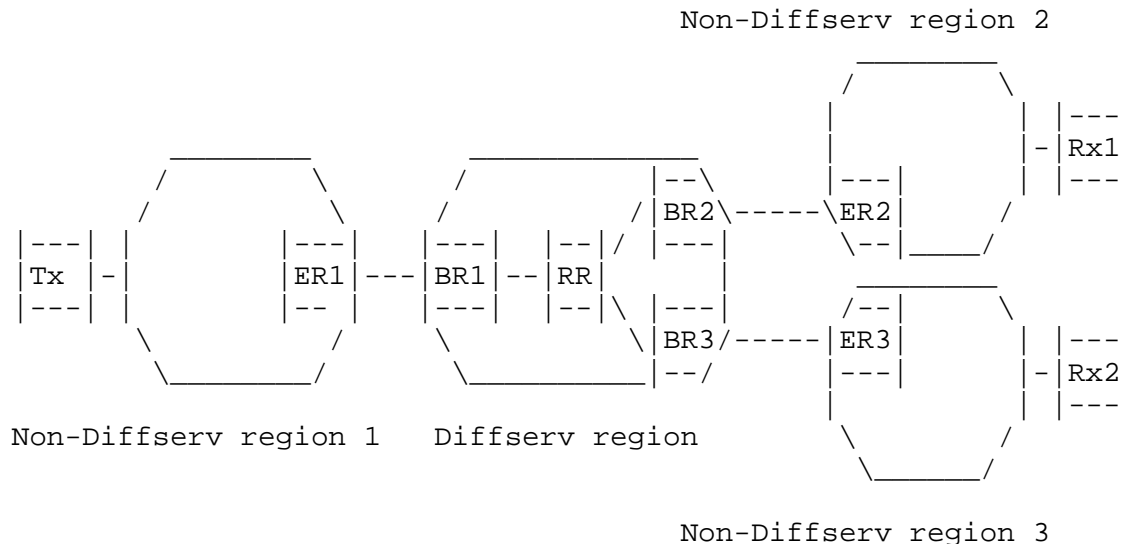 Non-Diffserv region 2
Rx1
BR2 ER2
Tx ER1 BR1 RR
BR3 ER3
Rx2
Non-Diffserv region 1 Diffserv region
Non-Diffserv region 3